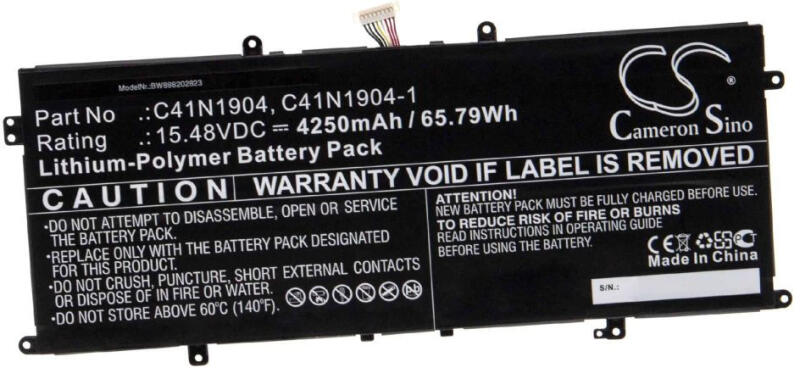 ModelNr.:BW898202823
Part No :C41N1904, C41N1904-1
Rating :15.48VDC ⎓ 4250mAh / 65.79Wh
Lithium-Polymer Battery Pack
CS
®
Cameron Sino
CAUTION
WARRANTY VOID IF LABEL IS REMOVED
•DO NOT ATTEMPT TO DISASSEMBLE, OPEN OR SERVICE
THE BATTERY PACK.
•REPLACE ONLY WITH THE BATTERY PACK DESIGNATED
FOR THIS PRODUCT.
•DO NOT CRUSH, PUNCTURE, SHORT EXTERNAL CONTACTS
OR DISPOSE OF IN FIRE.
•DO NOT STORE ABOVE 60°C (140°F).
ATTENTION!
NEW BATTERY PACK MUST BE FULLY CHARGED BEFORE USE
TO REDUCE RISK OF FIRE OR BURNS
READ INSTRUCTIONS IN OPERATING GUIDE
BEFORE USING THE BATTERY.
CE
Made in China
S/N.: